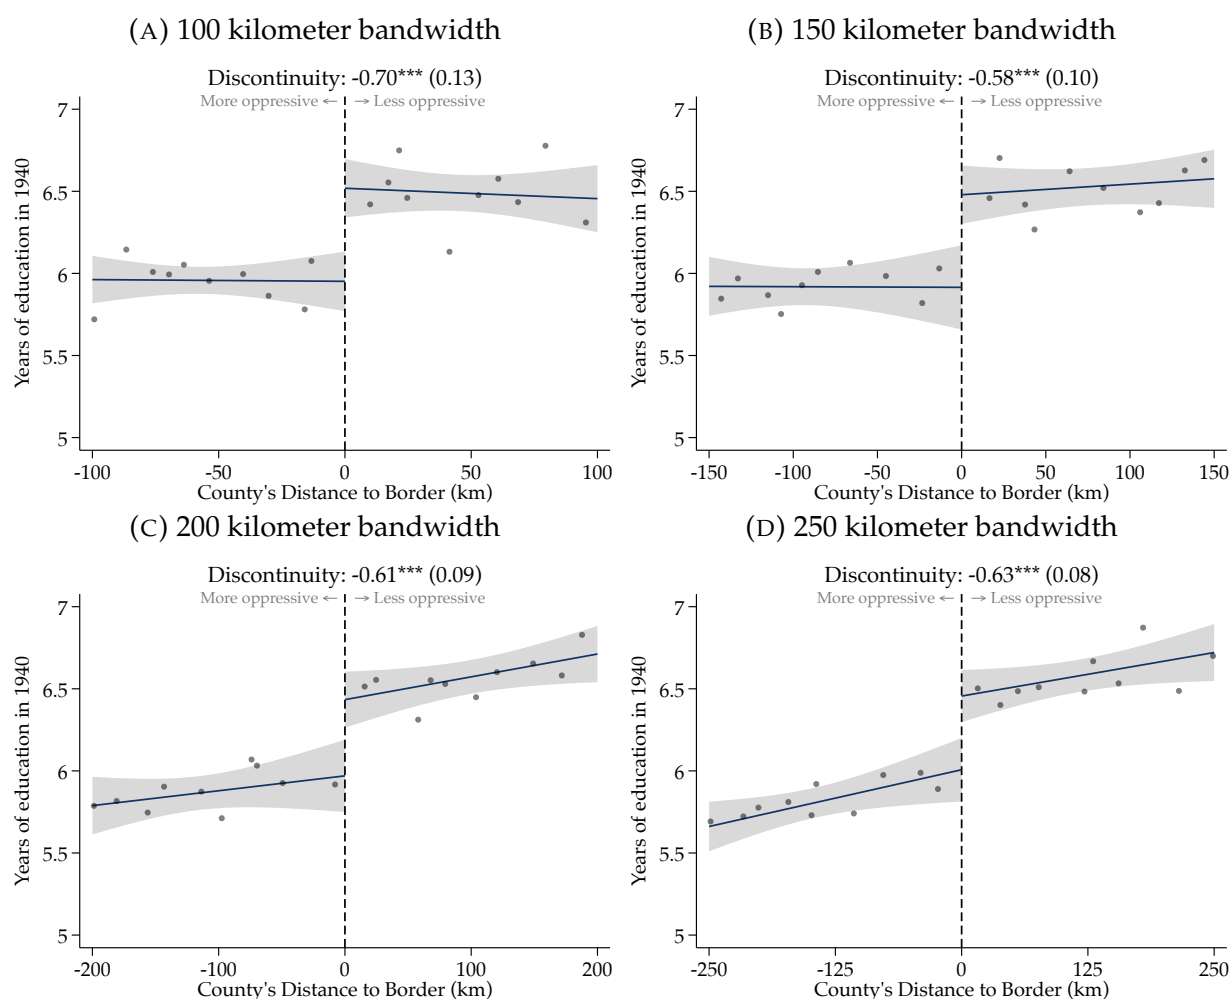 (A) 100 kilometer bandwidth
Discontinuity: -0.70*** (0.13)
More oppressive ← → Less oppressive
Years of education in 1940
7
6.5
6
5.5
5
-100 -50 0 50 100
County's Distance to Border (km)
(B) 150 kilometer bandwidth
Discontinuity: -0.58*** (0.10)
More oppressive ← → Less oppressive
Years of education in 1940
7
6.5
6
5.5
5
-150 -100 -50 0 50 100 150
County's Distance to Border (km)
(C) 200 kilometer bandwidth
Discontinuity: -0.61*** (0.09)
More oppressive ← → Less oppressive
Years of education in 1940
7
6.5
6
5.5
5
-200 -100 0 100 200
County's Distance to Border (km)
(D) 250 kilometer bandwidth
Discontinuity: -0.63*** (0.08)
More oppressive ← → Less oppressive
Years of education in 1940
7
6.5
6
5.5
5
-250 -125 0 125 250
County's Distance to Border (km)